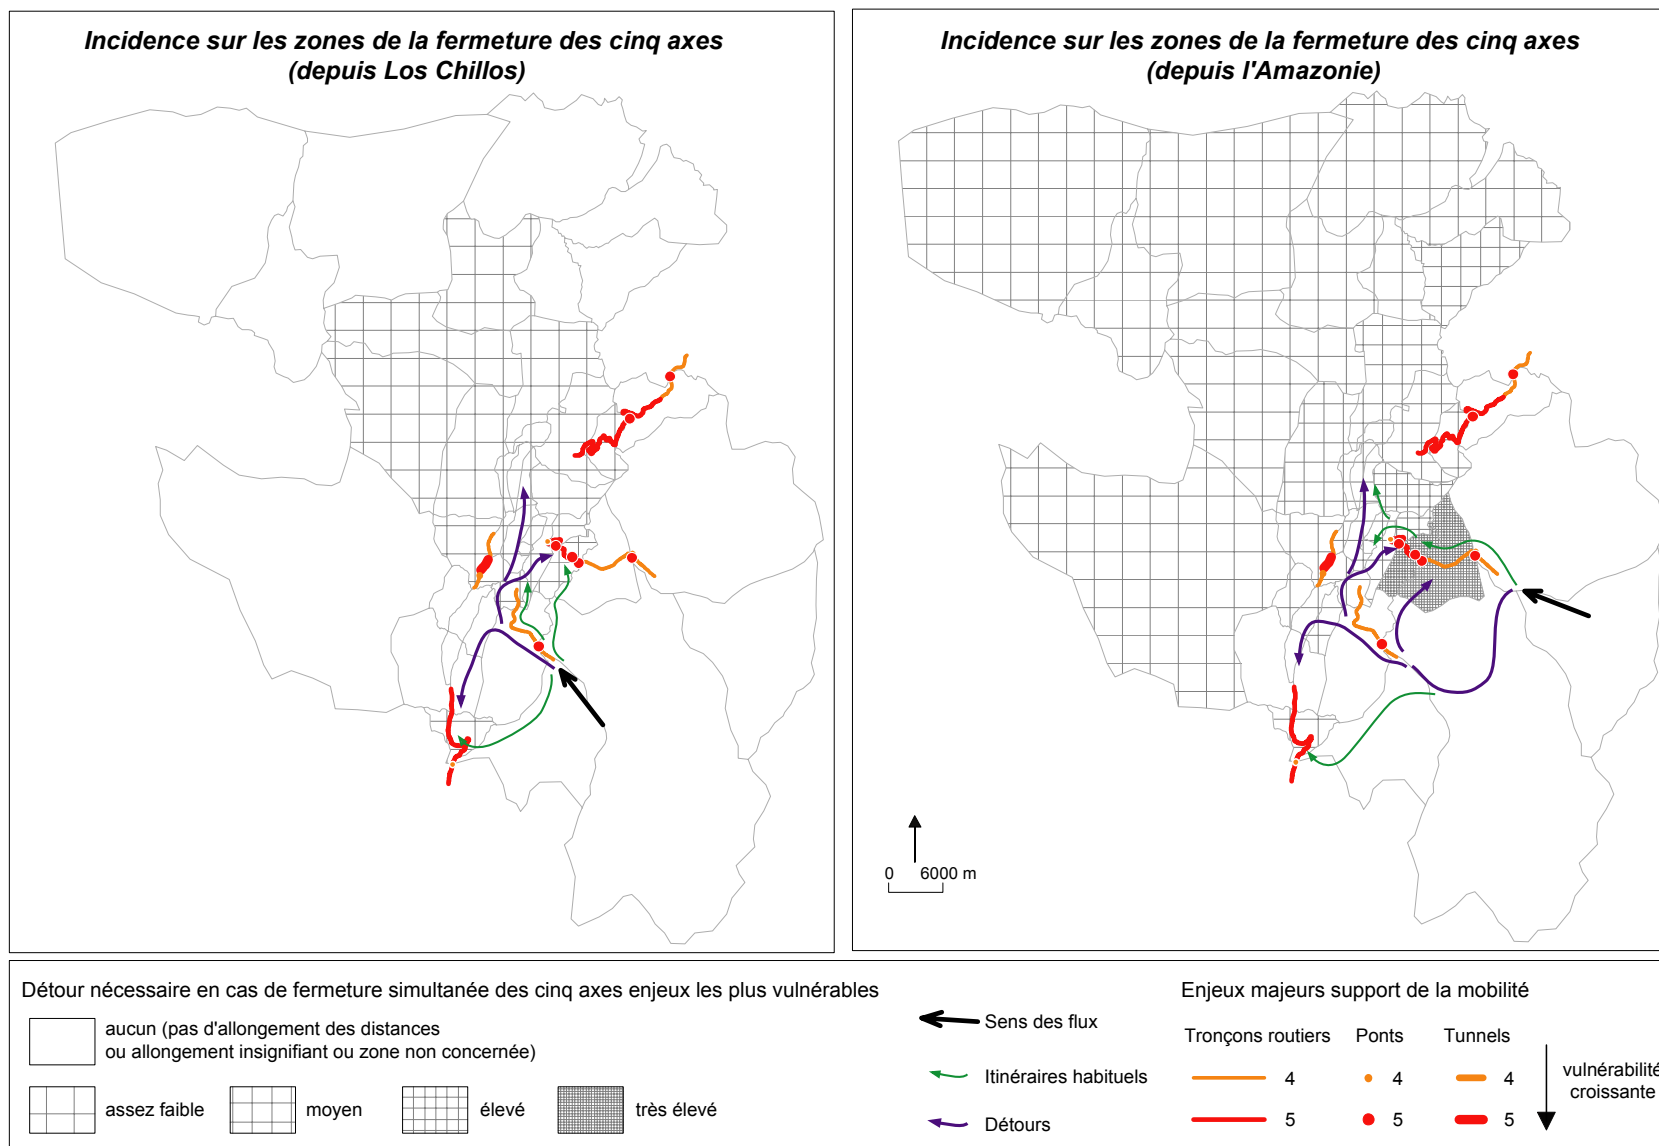 Incidence sur les zones de la fermeture des cinq axes
(depuis Los Chillos)
Incidence sur les zones de la fermeture des cinq axes
(depuis l'Amazonie)
0 6000 m
Détour nécessaire en cas de fermeture simultanée des cinq axes enjeux les plus vulnérables
aucun (pas d'allongement des distances
ou allongement insignifiant ou zone non concernée)
assez faible
moyen
élevé
très élevé
Sens des flux
Itinéraires habituels
Détours
Enjeux majeurs support de la mobilité
Tronçons routiers Ponts Tunnels
4 4 4
5 5 5
vulnérabilité
croissante